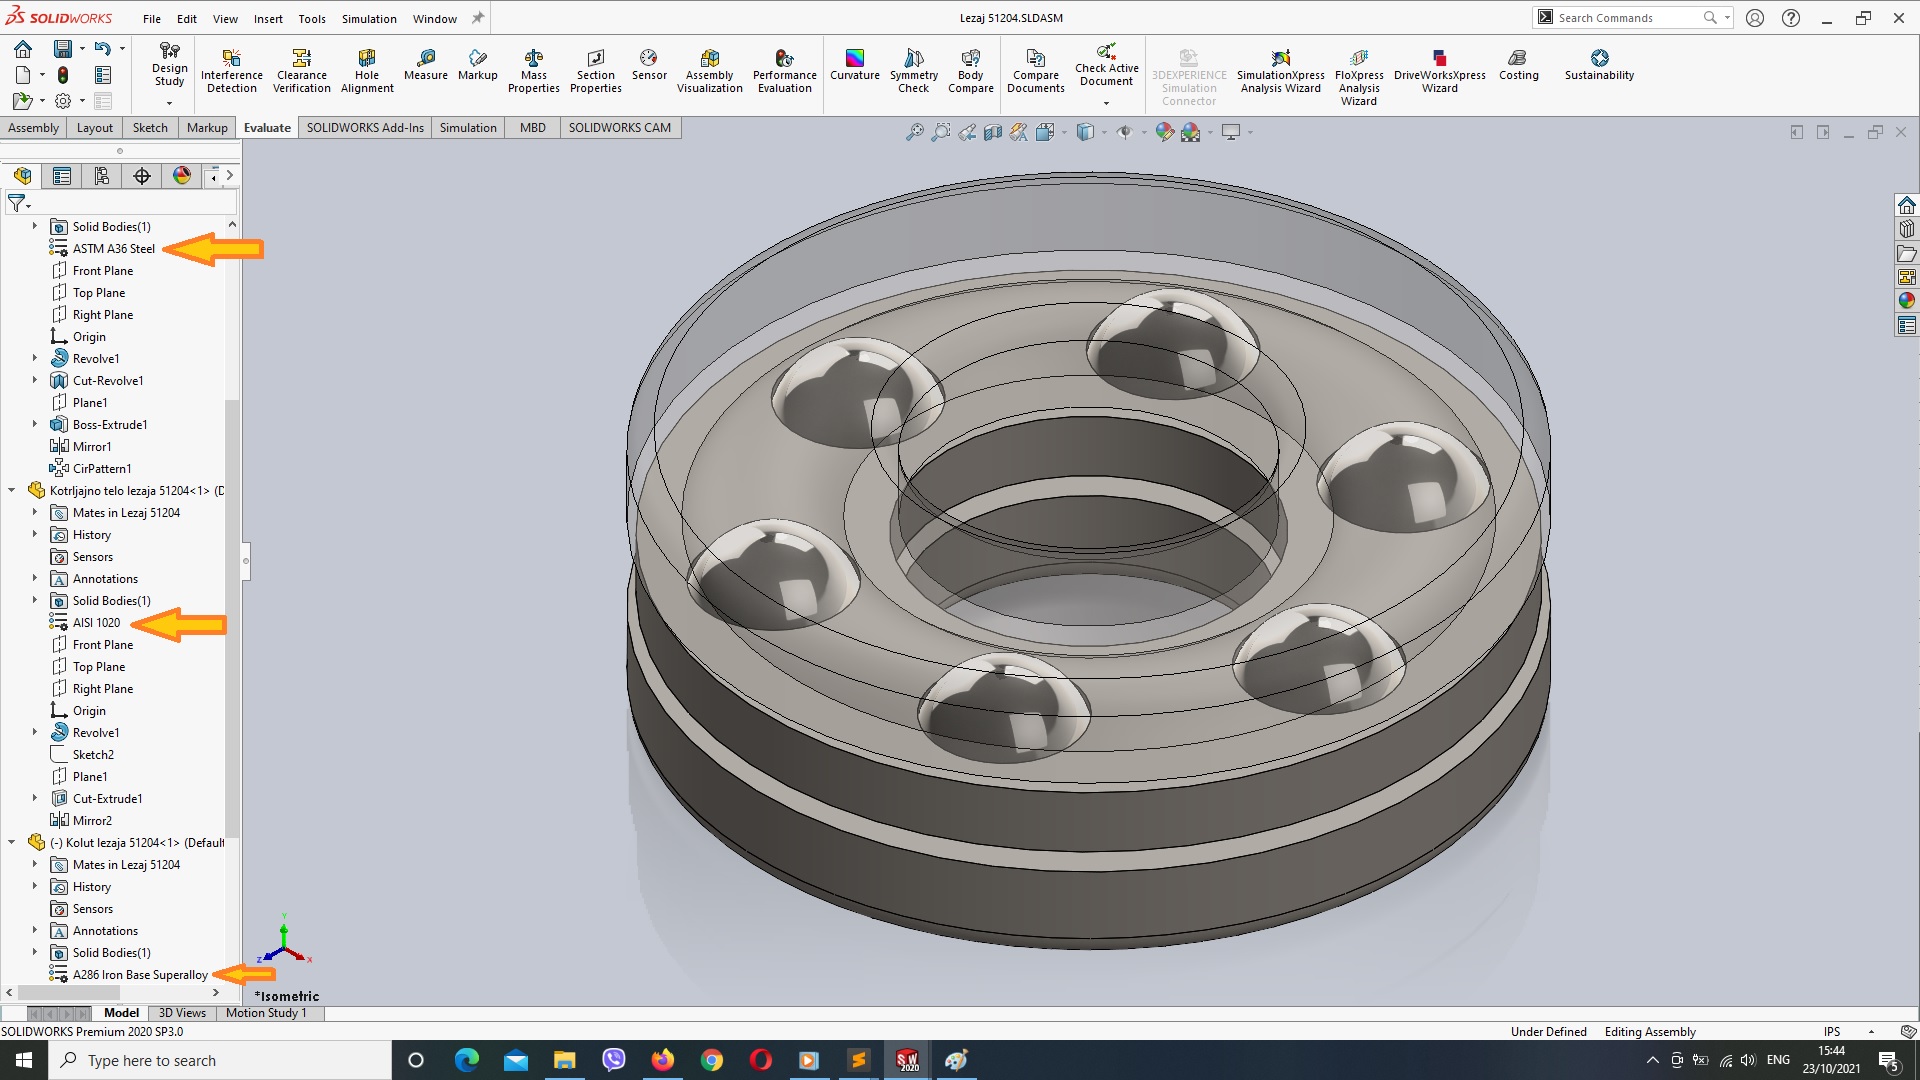 SOLIDWORKS
File Edit View Insert Tools Simulation Window
Lezaj 51204.SLDASM
Search Commands
Design Study
Interference Detection
Clearance Verification
Hole Alignment
Measure
Markup
Mass Properties
Section Properties
Sensor
Assembly Visualization
Performance Evaluation
Curvature
Symmetry Check
Body Compare
Compare Documents
Check Active Document
3DEXPERIENCE Simulation Connector
SimulationXpress Analysis Wizard
FloXpress Analysis Wizard
DriveWorksXpress Wizard
Costing
Sustainability
Assembly Layout Sketch Markup Evaluate SOLIDWORKS Add-Ins Simulation MBD SOLIDWORKS CAM
Solid Bodies(1)
ASTM A36 Steel
Front Plane
Top Plane
Right Plane
Origin
Revolve1
Cut-Revolve1
Plane1
Boss-Extrude1
Mirror1
CirPattern1
Kotrljajno telo lezaja 51204<1> (D
Mates in Lezaj 51204
History
Sensors
Annotations
Solid Bodies(1)
AISI 1020
Front Plane
Top Plane
Right Plane
Origin
Revolve1
Sketch2
Plane1
Cut-Extrude1
Mirror2
(-) Kolut lezaja 51204<1> (Default
Mates in Lezaj 51204
History
Sensors
Annotations
Solid Bodies(1)
A286 Iron Base Superalloy
Y
Z
X
*Isometric
Model 3D Views Motion Study 1
SOLIDWORKS Premium 2020 SP3.0
Under Defined Editing Assembly IPS
Type here to search
SW 2020
ENG
15:44
23/10/2021
5